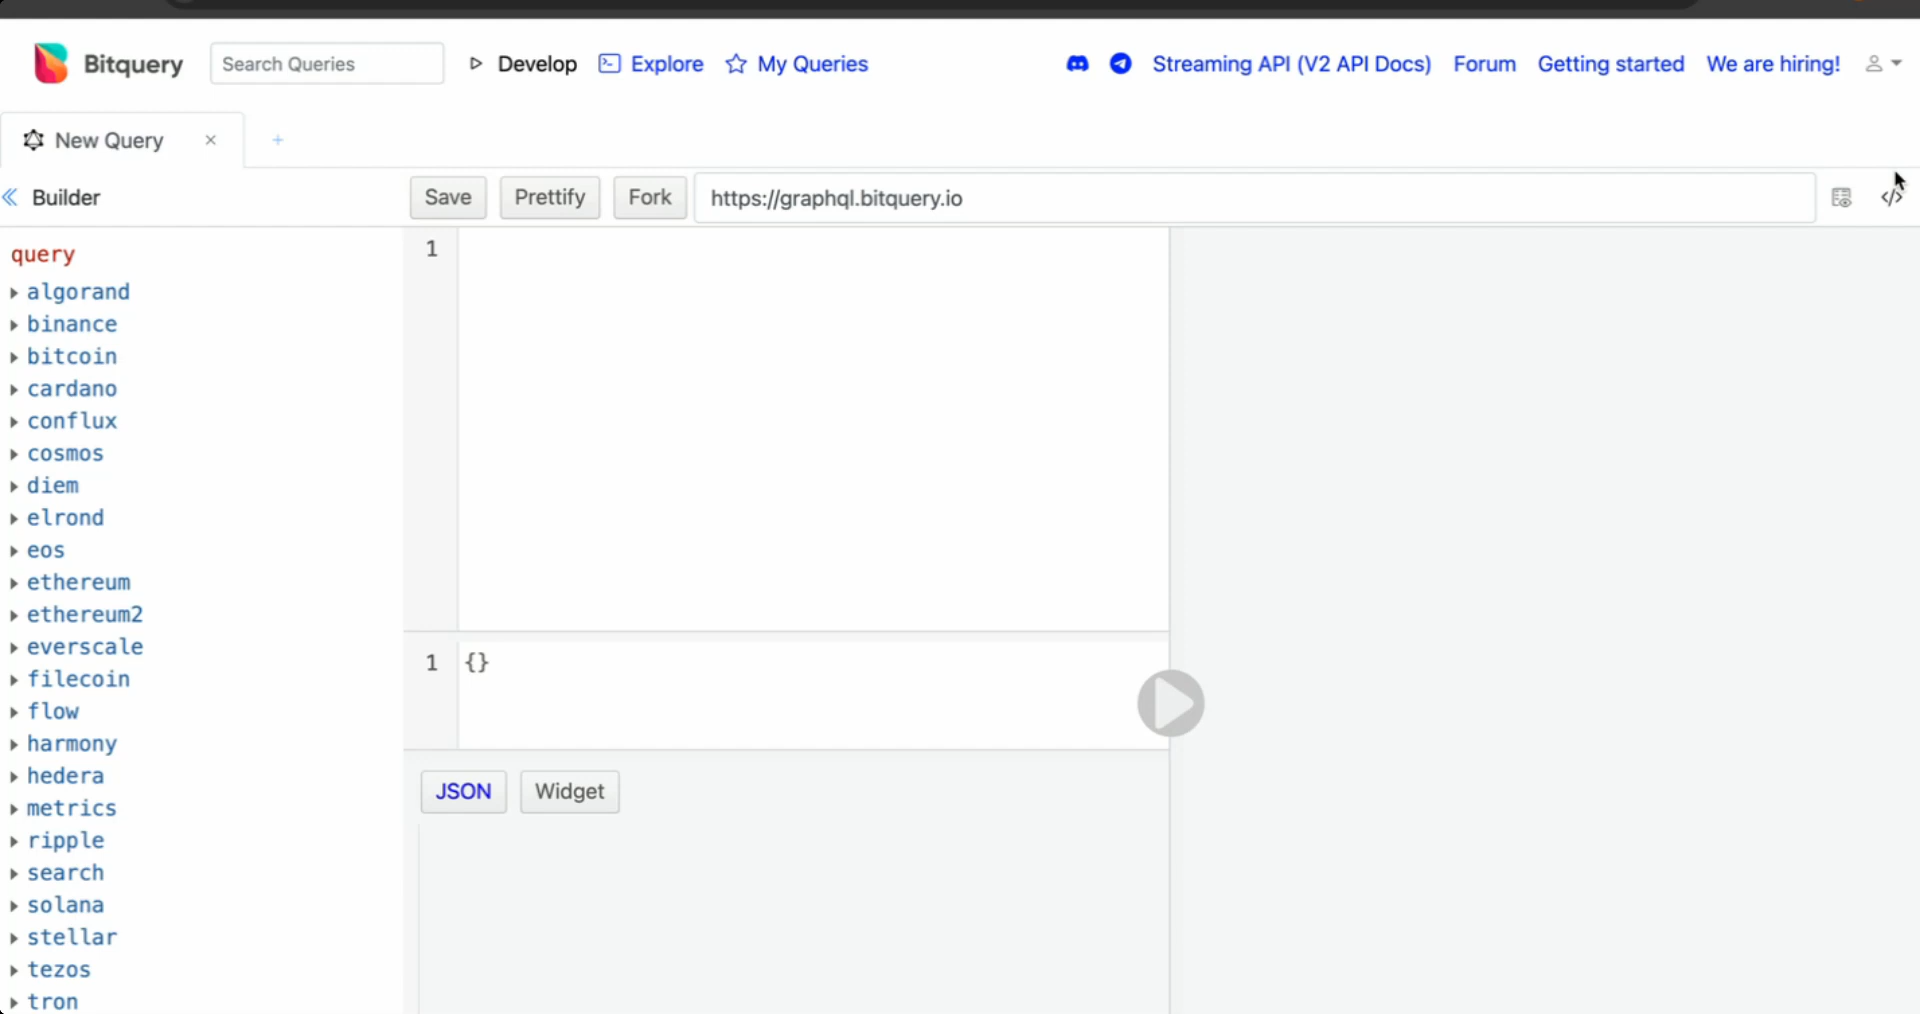 Bitquery Search Queries Develop Explore My Queries Streaming API (V2 API Docs) Forum Getting started We are hiring!
New Query × +
Builder Save Prettify Fork https://graphql.bitquery.io </>
query
1
algorand
binance
bitcoin
cardano
conflux
cosmos
diem
elrond
eos
ethereum
ethereum2
everscale
1 {}
filecoin
flow
harmony
hedera
JSON Widget
metrics
ripple
search
solana
stellar
tezos
tron